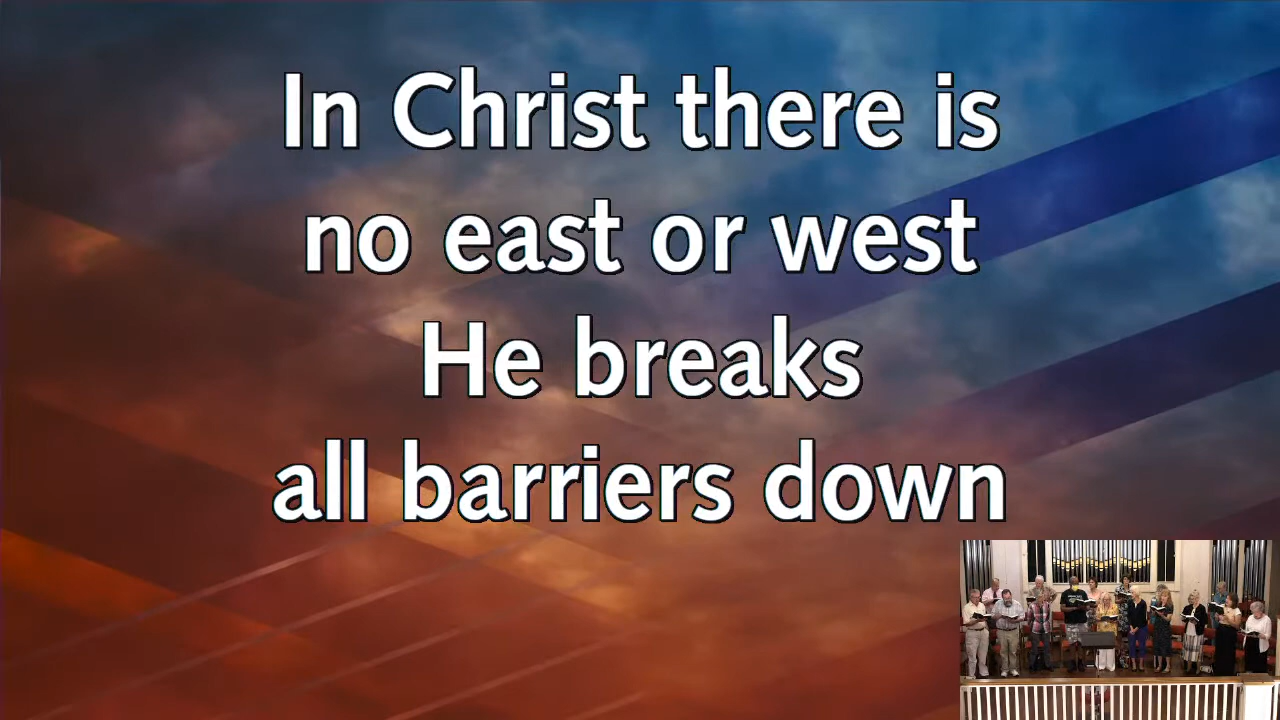 In Christ there is
no east or west
He breaks
all barriers down